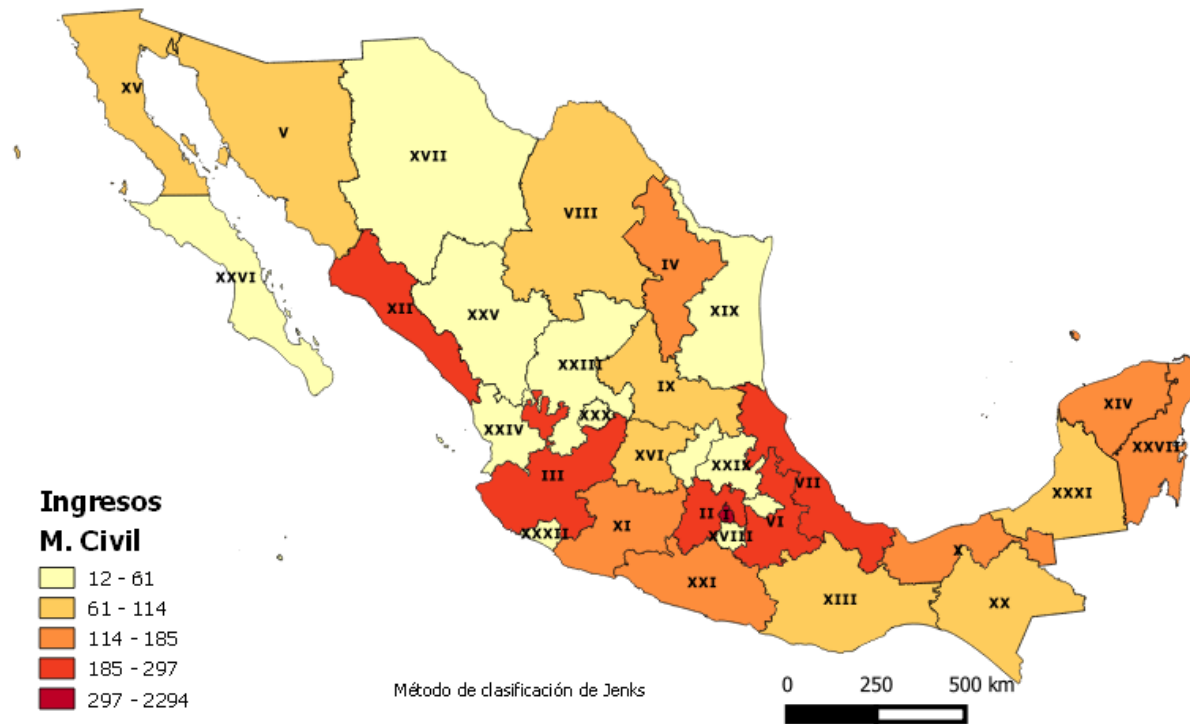 XV
V
XVII
VIII
IV
XXVI
XII
XXV
XIX
XXIII
IX
XXX
XXIV
XVI
XXIX
III
VII
II
I
VI
XXXII
XI
XVIII
XXI
XIII
X
XX
XIV
XXVII
XXXI
Ingresos
M. Civil
12 - 61
61 - 114
114 - 185
185 - 297
297 - 2294
Método de clasificación de Jenks
0 250 500 km